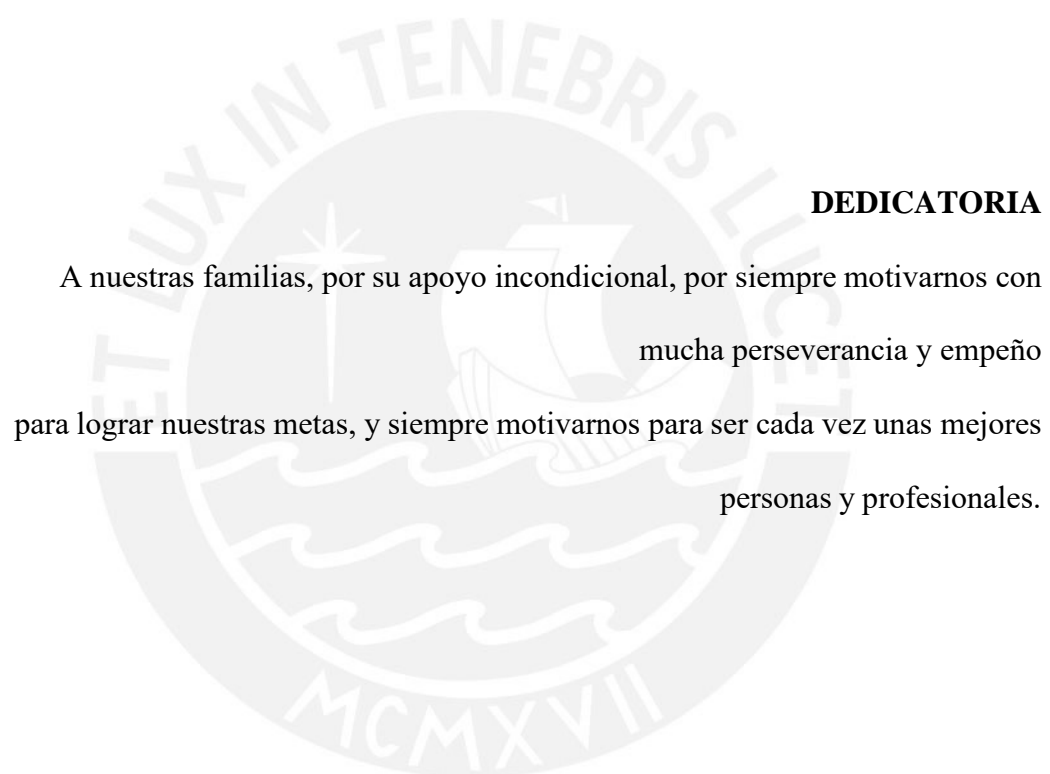 ET LUX IN TENEBRIS LUCET
DEDICATORIA
A nuestras familias, por su apoyo incondicional, por siempre motivarnos con
mucha perseverancia y empeño
para lograr nuestras metas, y siempre motivarnos para ser cada vez unas mejores
personas y profesionales.
MCMXVII